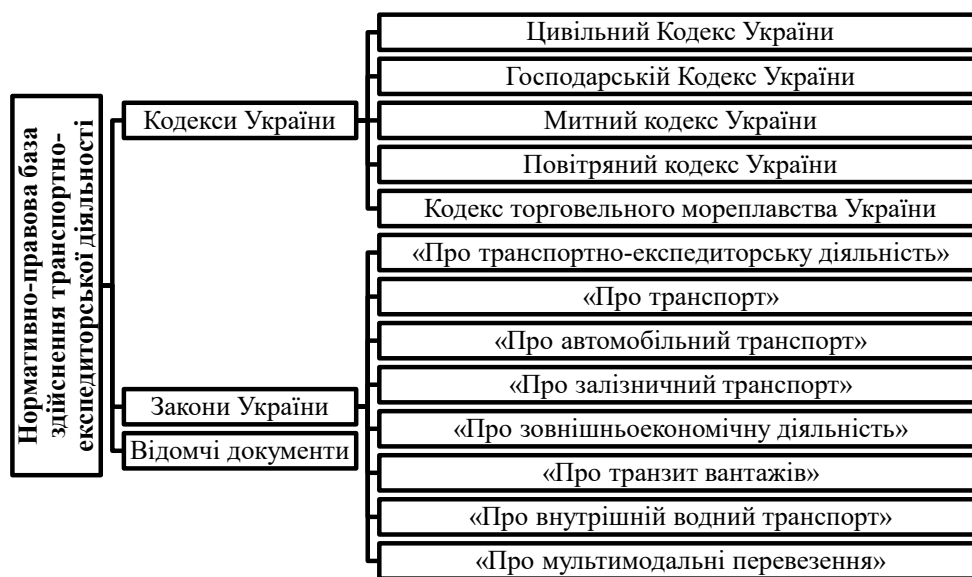 Нормативно-правова база
здійснення транспортно-
експедиторської діяльності
Кодекси України
Цивільний Кодекс України
Господарській Кодекс України
Митний кодекс України
Повітряний кодекс України
Кодекс торговельного мореплавства України
Закони України
«Про транспортно-експедиторську діяльність»
«Про транспорт»
«Про автомобільний транспорт»
«Про залізничний транспорт»
«Про зовнішньоекономічну діяльність»
«Про транзит вантажів»
«Про внутрішній водний транспорт»
«Про мультимодальні перевезення»
Відомчі документи